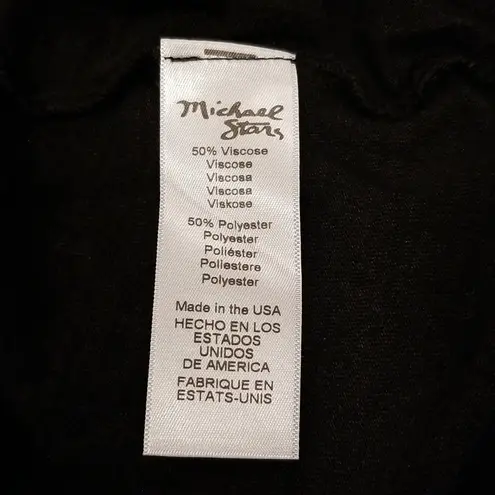 Michael
Stars
50% Viscose
Viscose
Viscosa
Viscosa
Viskose
50% Polyester
Polyester
Poliéster
Poliestere
Polyester
Made in the USA
HECHO EN LOS
ESTADOS
UNIDOS
DE AMERICA
FABRIQUE EN
ESTATS-UNIS